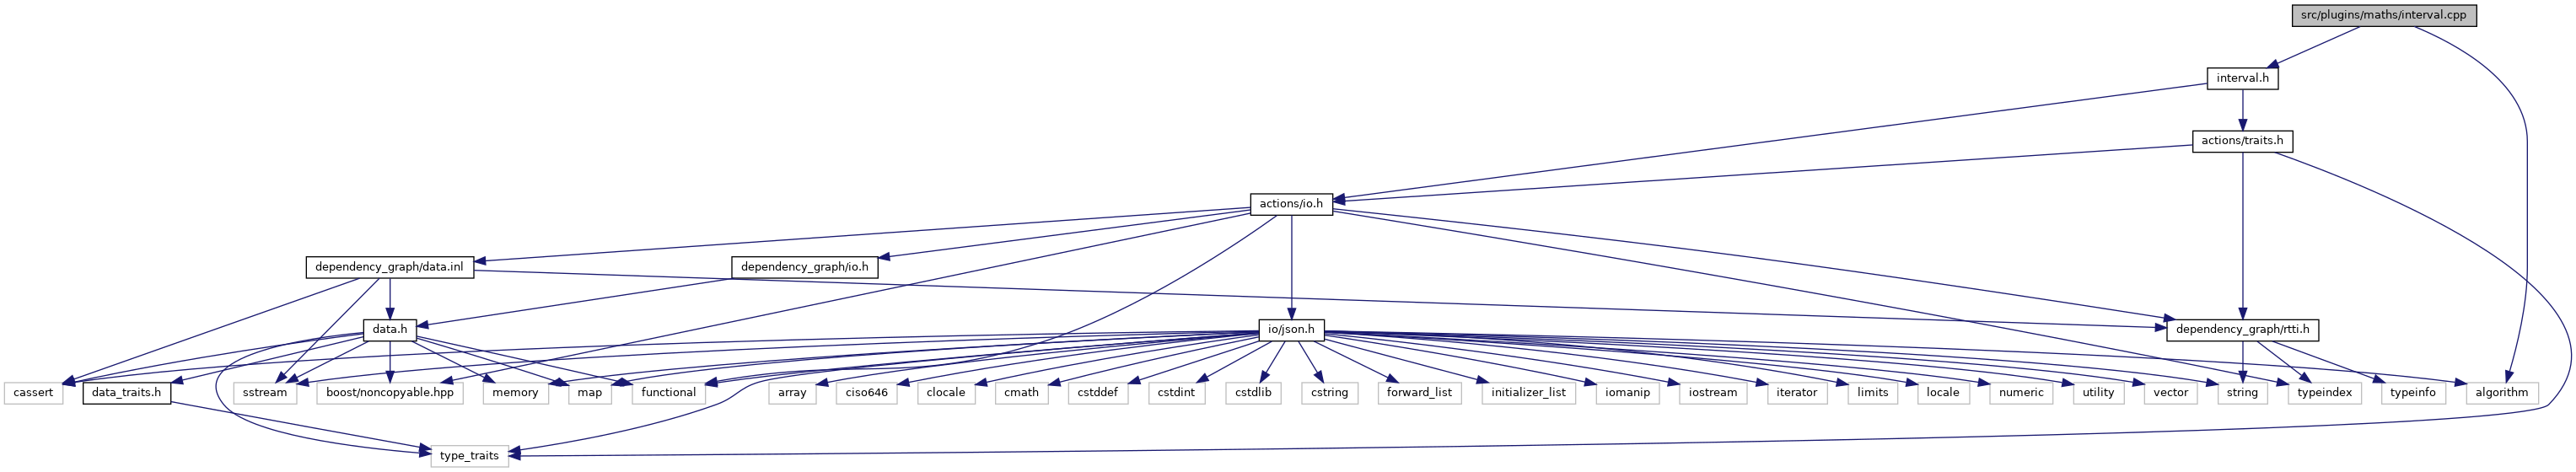 src/plugins/maths/interval.cpp
interval.h
actions/traits.h
actions/io.h
dependency_graph/data.inl
dependency_graph/io.h
data.h
io/json.h
dependency_graph/rtti.h
cassert
data_traits.h
sstream
boost/noncopyable.hpp
memory
map
functional
array
ciso646
clocale
cmath
cstddef
cstdint
cstdlib
cstring
forward_list
initializer_list
iomanip
iostream
iterator
limits
locale
numeric
utility
vector
string
typeindex
typeinfo
algorithm
type_traits